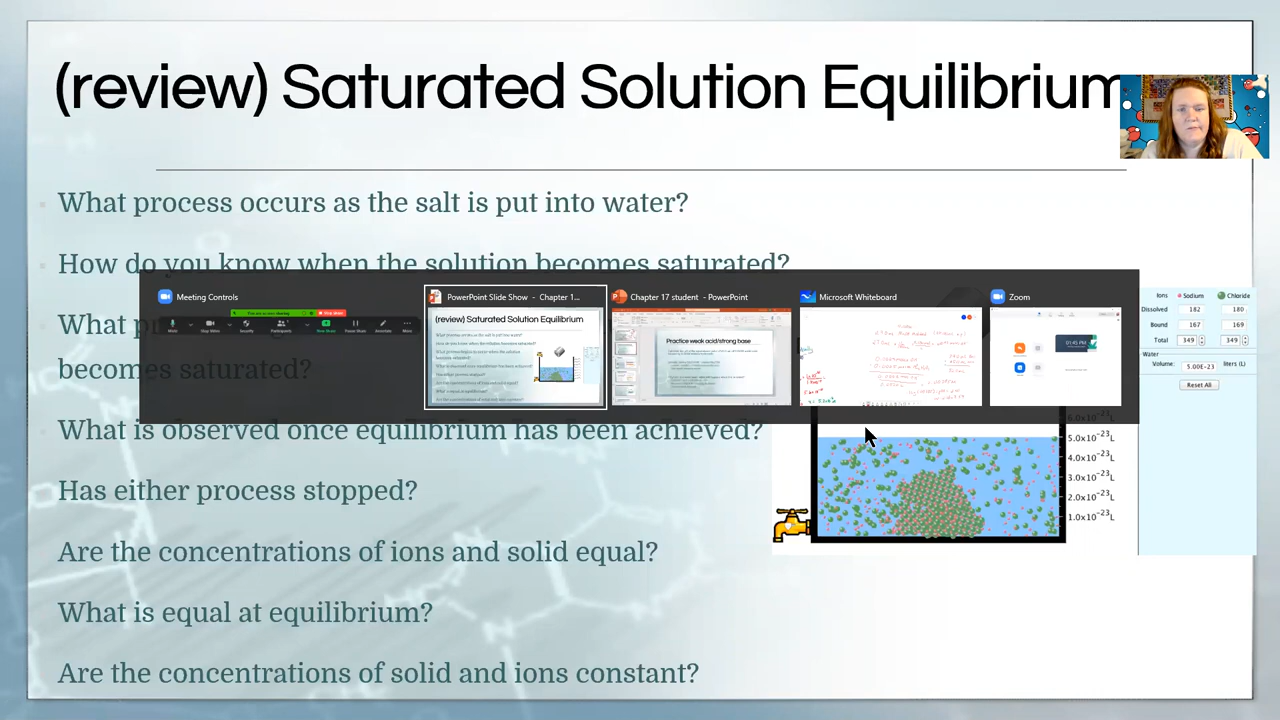 (review) Saturated Solution Equilibrium
What process occurs as the salt is put into water?
How do you know when the solution becomes saturated?
Meeting Controls
PowerPoint Slide Show - Chapter 1...
Chapter 17 student - PowerPoint
Microsoft Whiteboard
Zoom
(review) Saturated Solution Equilibrium
Practice weak acid/strong base
01:41 PM
What
becomes saturated?
What is observed once equilibrium has been achieved?
Has either process stopped?
Are the concentrations of ions and solid equal?
What is equal at equilibrium?
Are the concentrations of solid and ions constant?
Ions Sodium Chloride
Dissolved 182 180
Bound 167 169
Total 349 349
Water
Volume: 5.00E-23 liters (L)
Reset All
5.0x10⁻²³L
4.0x10⁻²³L
3.0x10⁻²³L
2.0x10⁻²³L
1.0x10⁻²³L